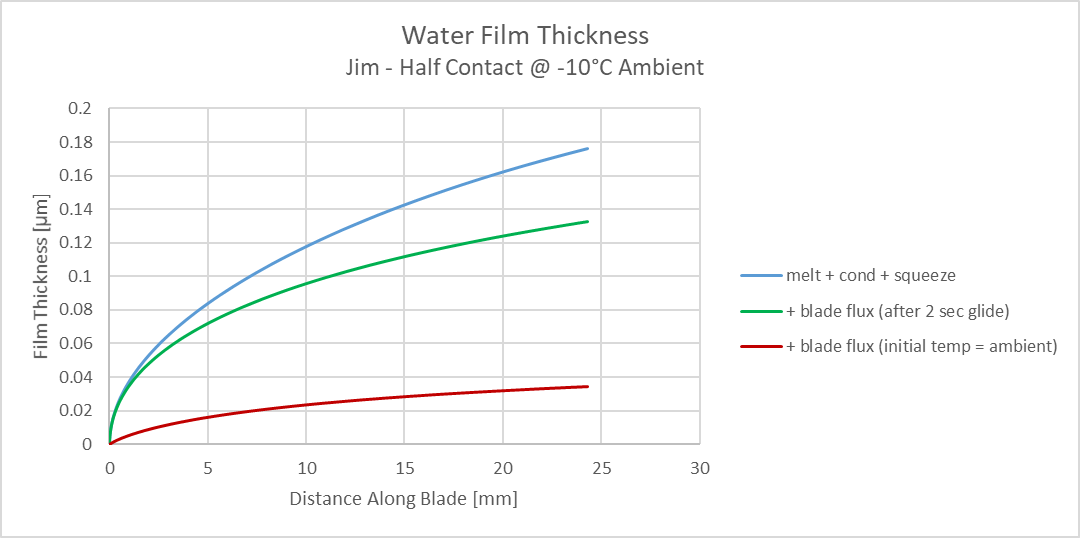 Water Film Thickness
Jim - Half Contact @ -10°C Ambient
0.2
0.18
0.16
0.14
0.12
0.1
0.08
0.06
0.04
0.02
0
Film Thickness [µm]
0 5 10 15 20 25 30
Distance Along Blade [mm]
melt + cond + squeeze
+ blade flux (after 2 sec glide)
+ blade flux (initial temp = ambient)